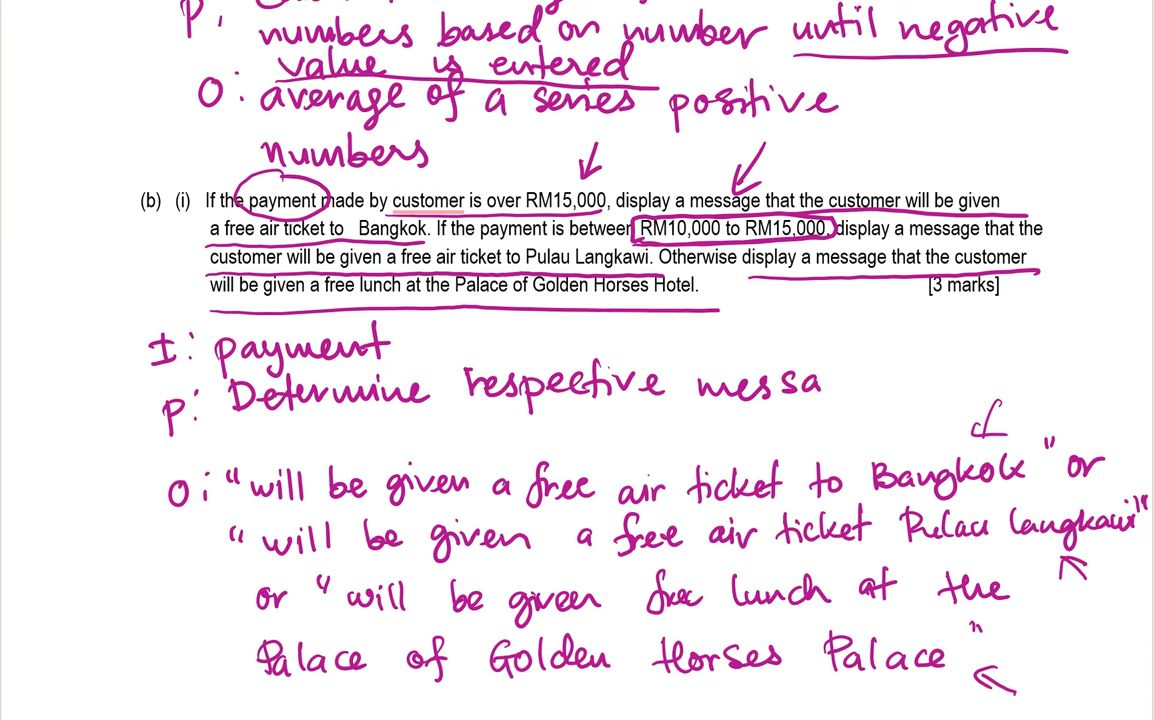 P:
numbers based on number until negative
value is entered
O: average of a series positive
numbers
(b) (i) If the payment made by customer is over RM15,000, display a message that the customer will be given
a free air ticket to Bangkok. If the payment is between RM10,000 to RM15,000, display a message that the
customer will be given a free air ticket to Pulau Langkawi. Otherwise display a message that the customer
will be given a free lunch at the Palace of Golden Horses Hotel. [3 marks]
I: payment
P: Determine respective messa
O: "will be given a free air ticket to Bangkok" or
"will be given a free air ticket Pulau Langkawi"
or "will be given free lunch at the
Palace of Golden Horses Palace"